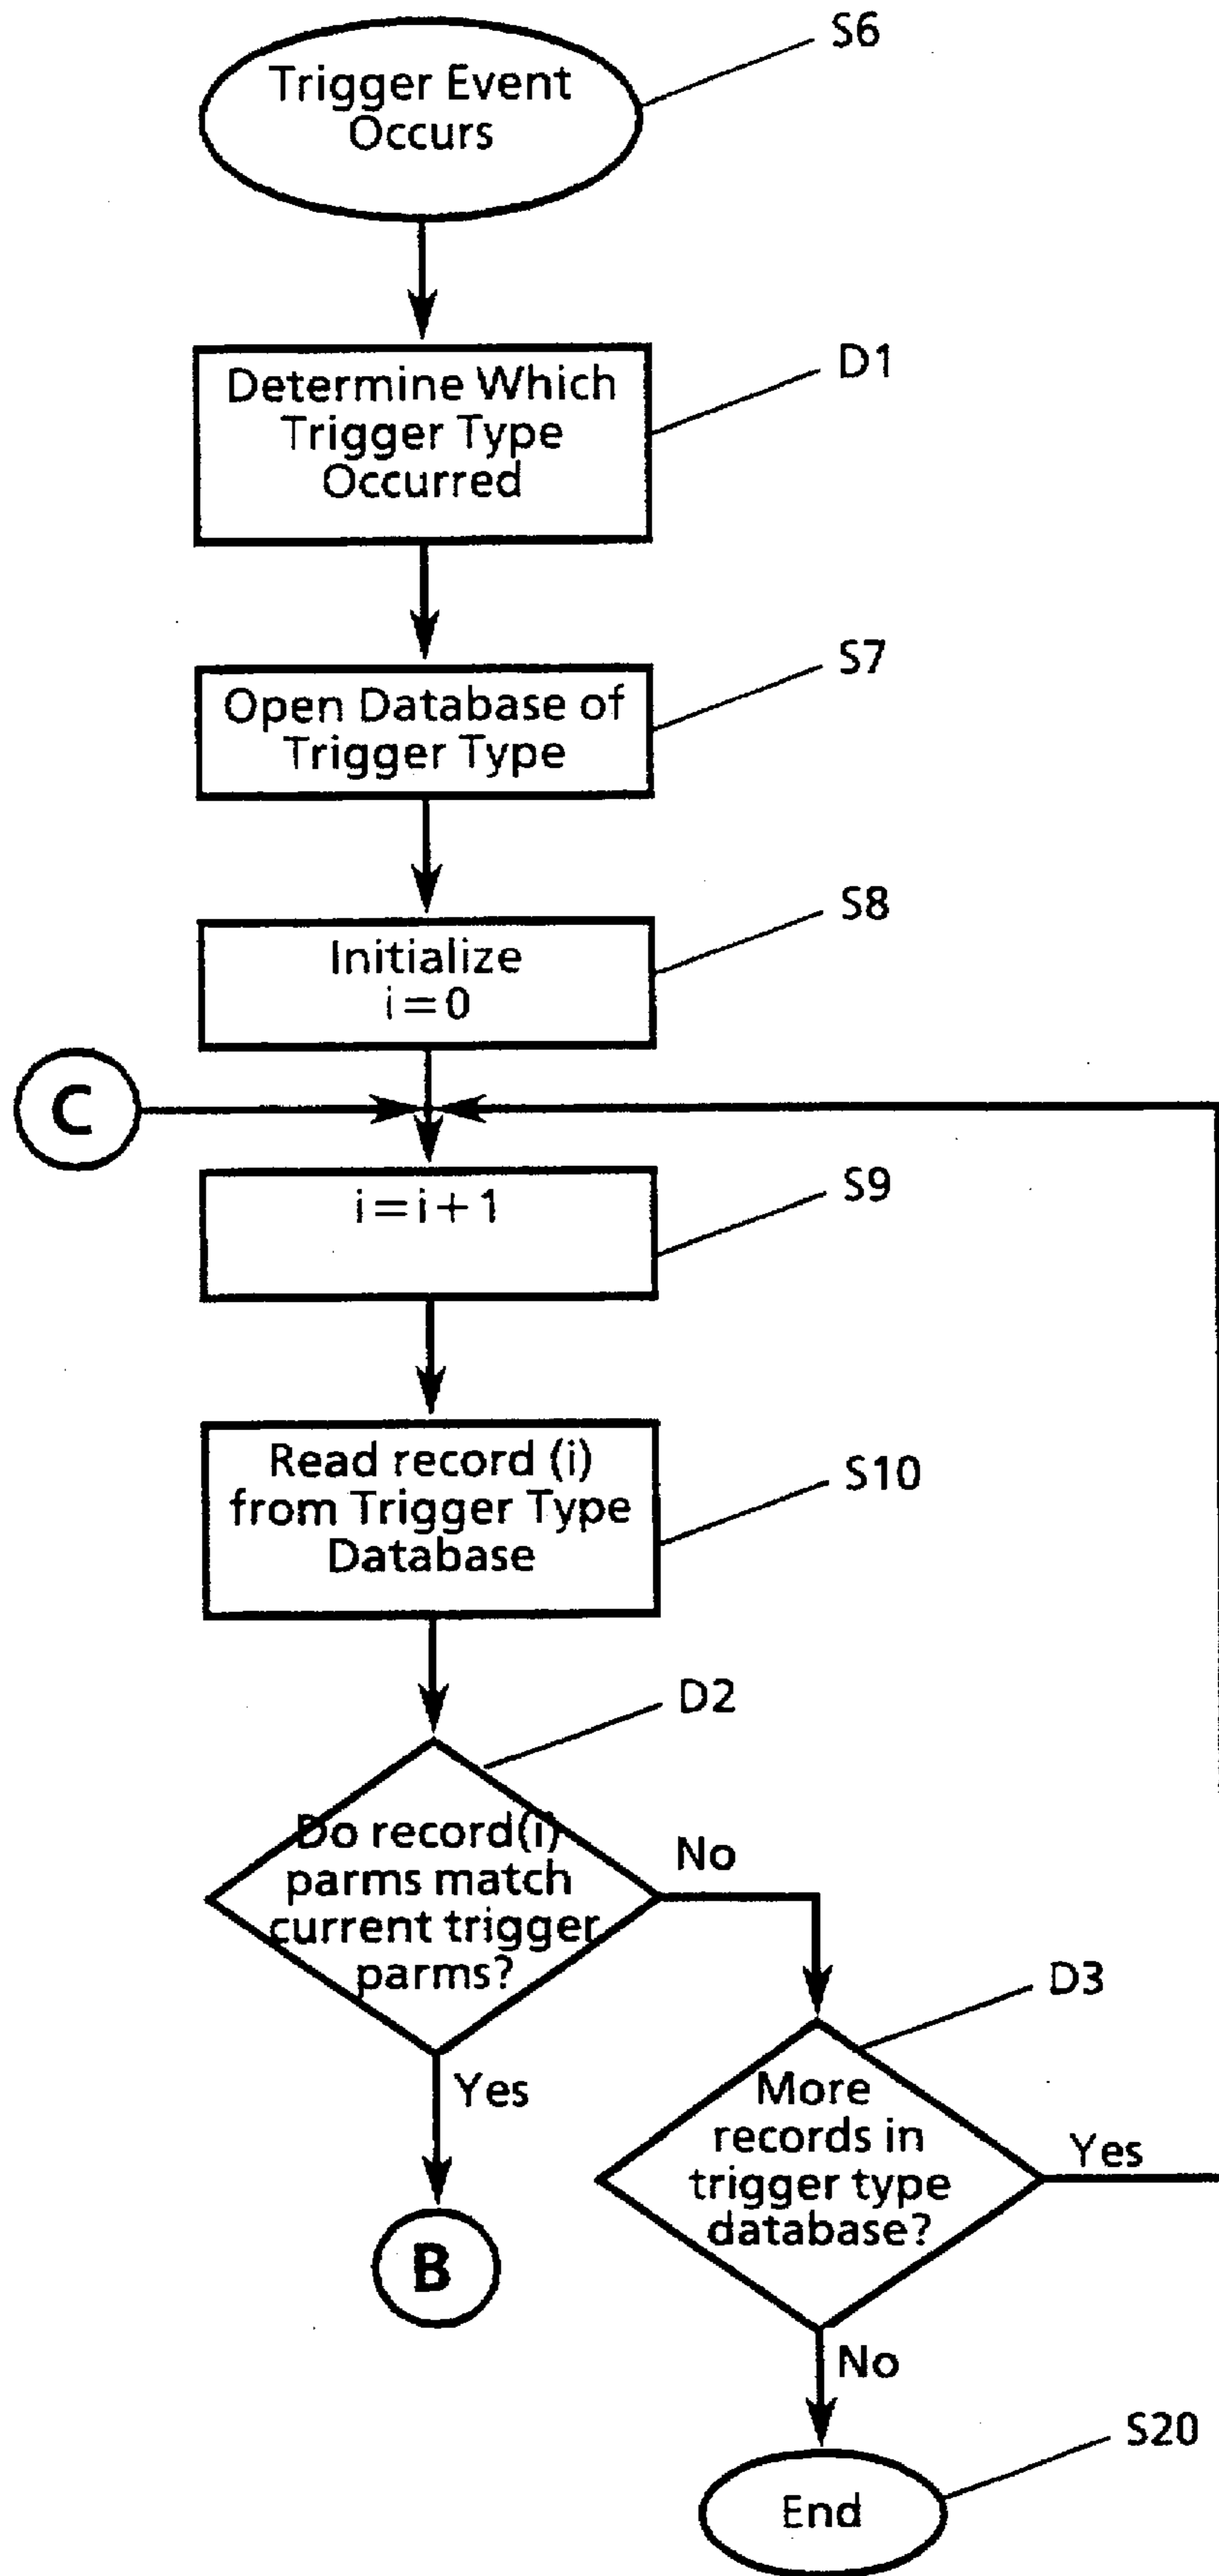 S6
Trigger Event
Occurs
D1
Determine Which
Trigger Type
Occurred
S7
Open Database of
Trigger Type
S8
Initialize
i=0
C
S9
i=i+1
S10
Read record (i)
from Trigger Type
Database
D2
Do record(i)
parms match
current trigger
parms?
No
Yes
B
D3
More
records in
trigger type
database?
Yes
No
S20
End